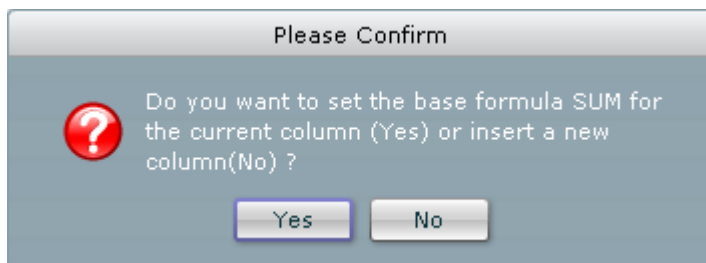 Please Confirm
Do you want to set the base formula SUM for
the current column (Yes) or insert a new
column(No) ?
Yes No